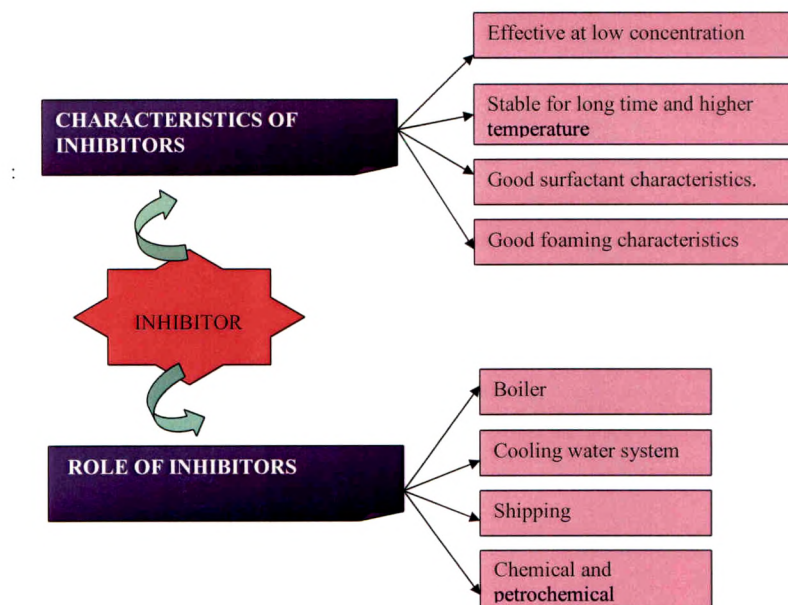 Effective at low concentration
CHARACTERISTICS OF
INHIBITORS
Stable for long time and higher
temperature
:
Good surfactant characteristics.
Good foaming characteristics
INHIBITOR
Boiler
ROLE OF INHIBITORS
Cooling water system
Shipping
Chemical and
petrochemical